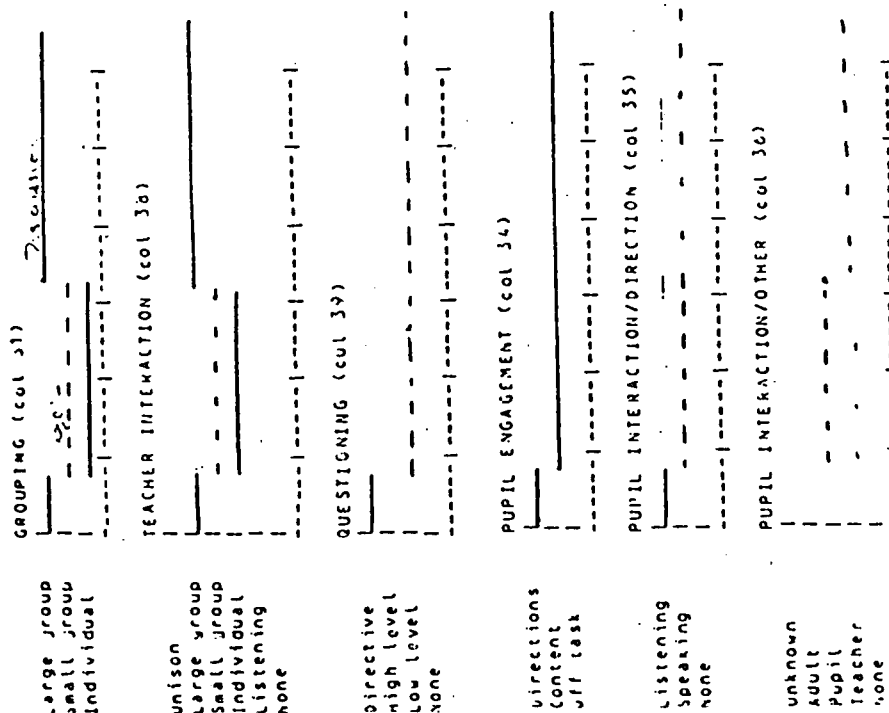 GROUPING (col 37)
Large group
Small group
Individual
TEACHER INTERACTION (col 38)
Unison
Large group
Small group
Individual
Listening
None
QUESTIONING (col 39)
Directive
High level
Low level
None
PUPIL ENGAGEMENT (col 34)
Directions
Content
Off task
PUPIL INTERACTION/DIRECTION (col 35)
Listening
Speaking
None
PUPIL INTERACTION/OTHER (col 36)
Unknown
Adult
Pupil
Teacher
None